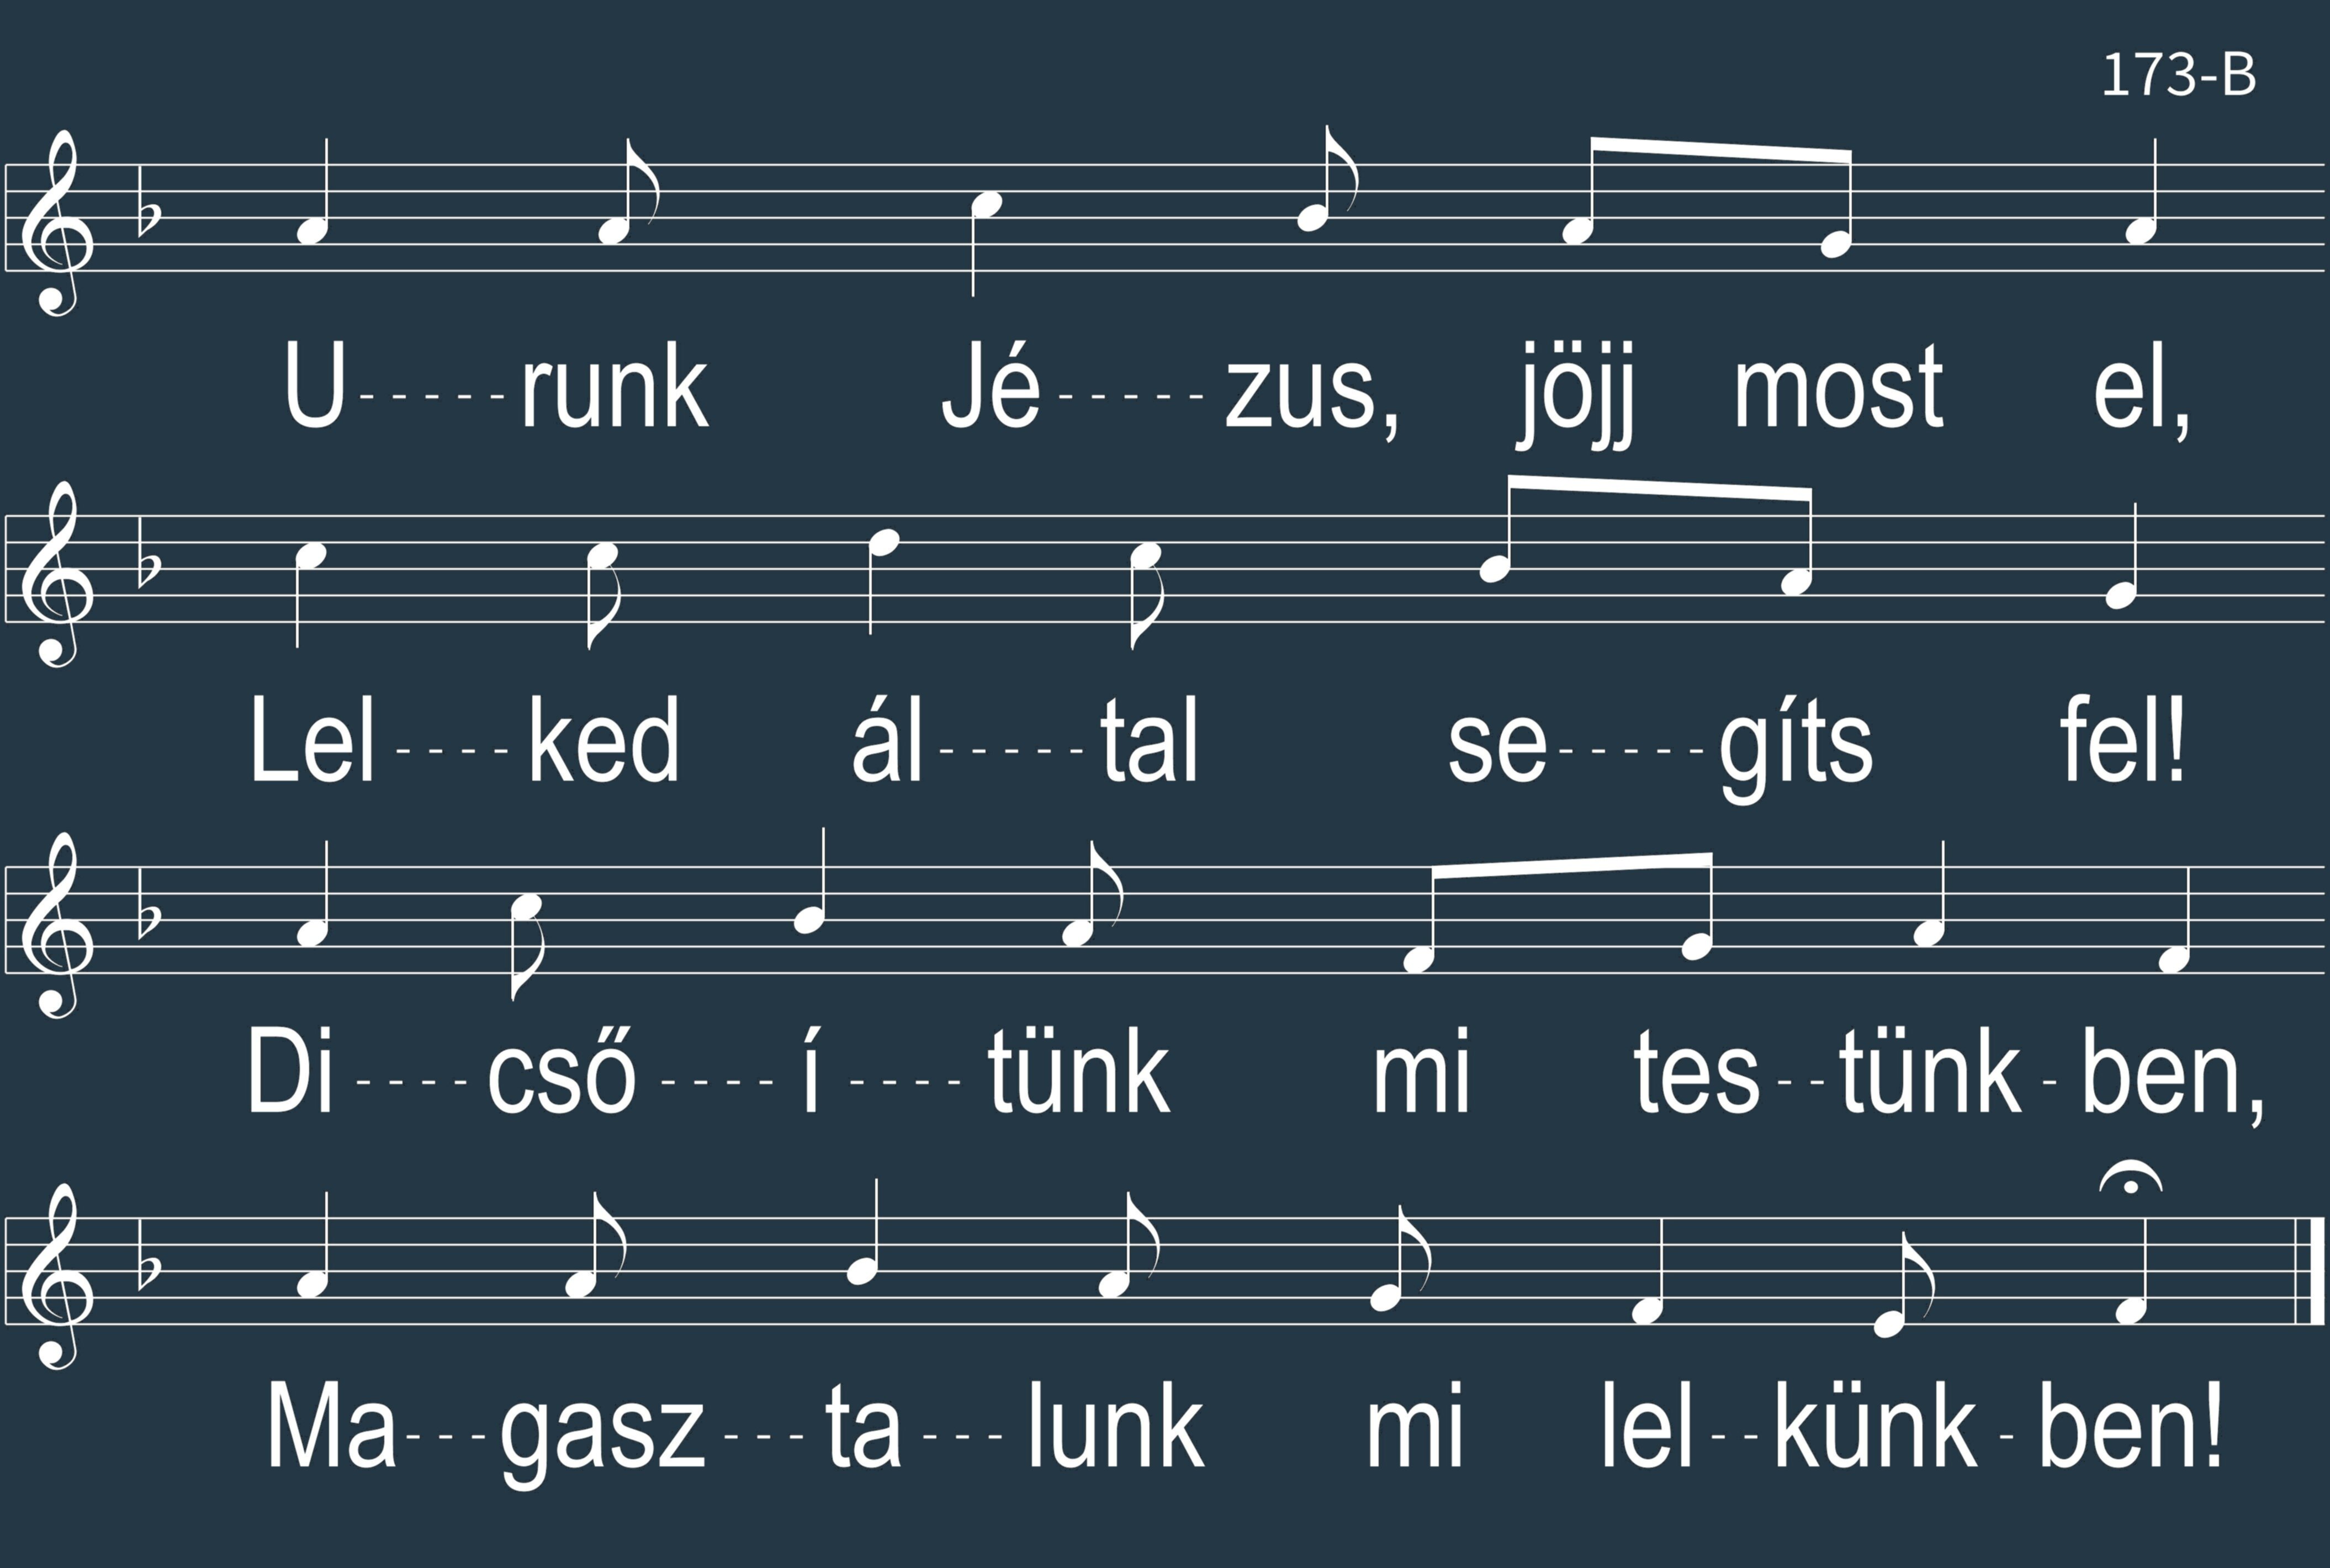 173-B
U-----runk Jé-----zus, jöjj most el,
Lel----ked ál-----tal se-----gíts fel!
Di----cső----í----tünk mi tes--tünk-ben,
Ma---gasz---ta---lunk mi lel--künk-ben!